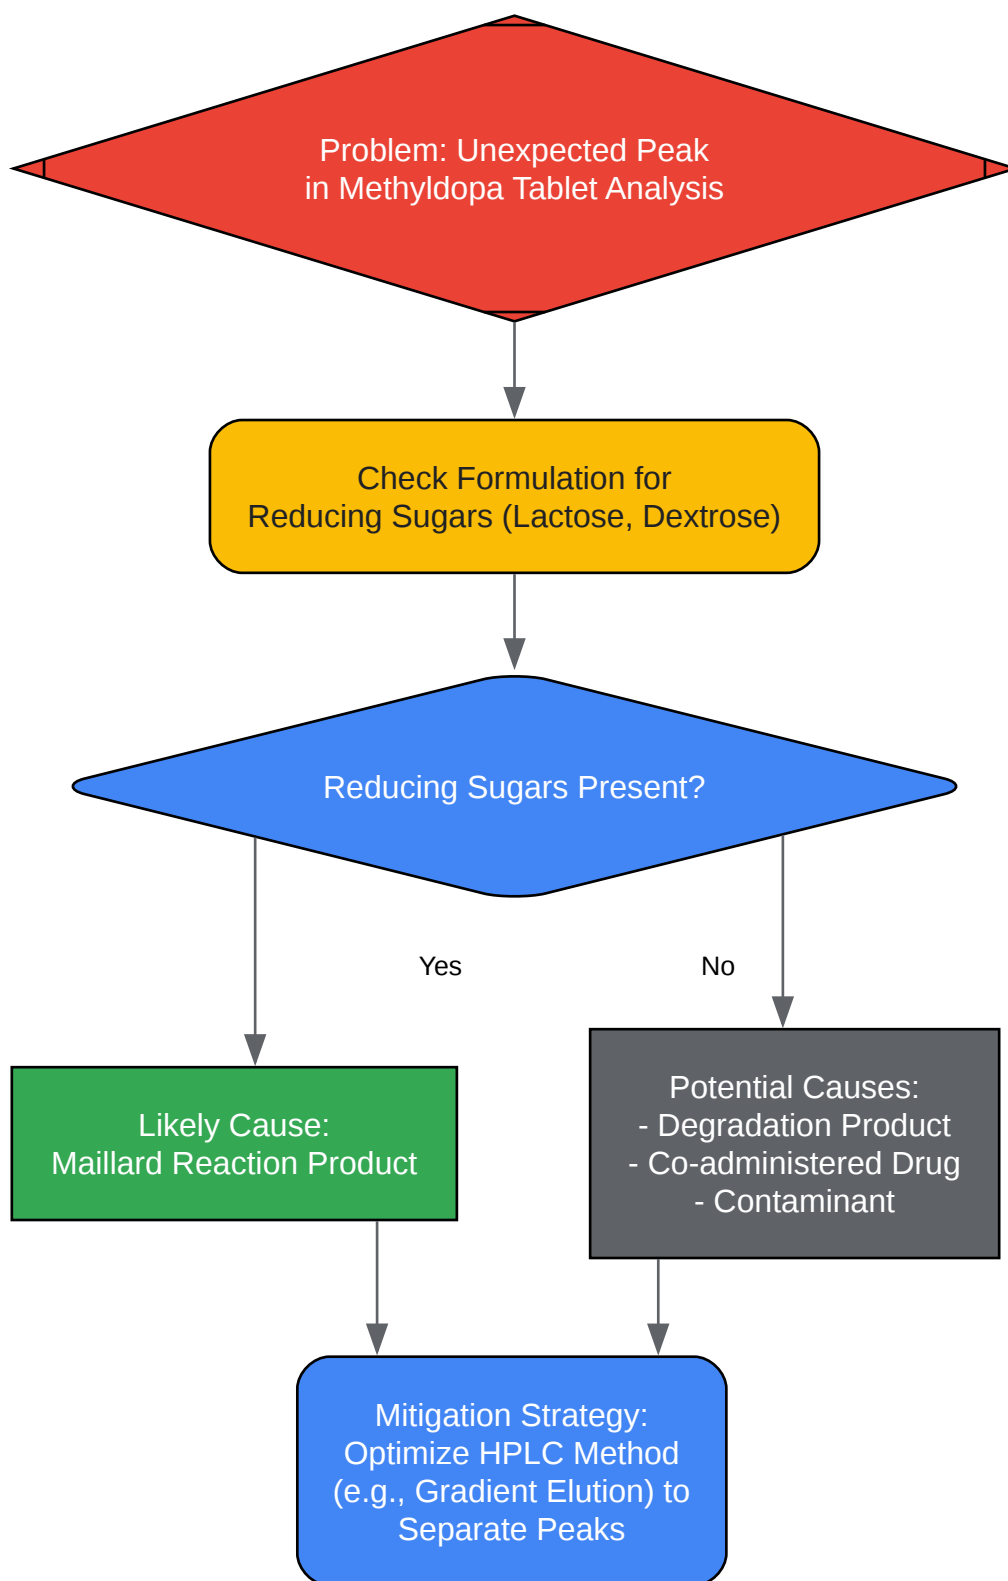 Problem: Unexpected Peak
in Methyldopa Tablet Analysis
Check Formulation for
Reducing Sugars (Lactose, Dextrose)
Reducing Sugars Present?
Yes
No
Likely Cause:
Maillard Reaction Product
Potential Causes:
- Degradation Product
- Co-administered Drug
- Contaminant
Mitigation Strategy:
Optimize HPLC Method
(e.g., Gradient Elution) to
Separate Peaks